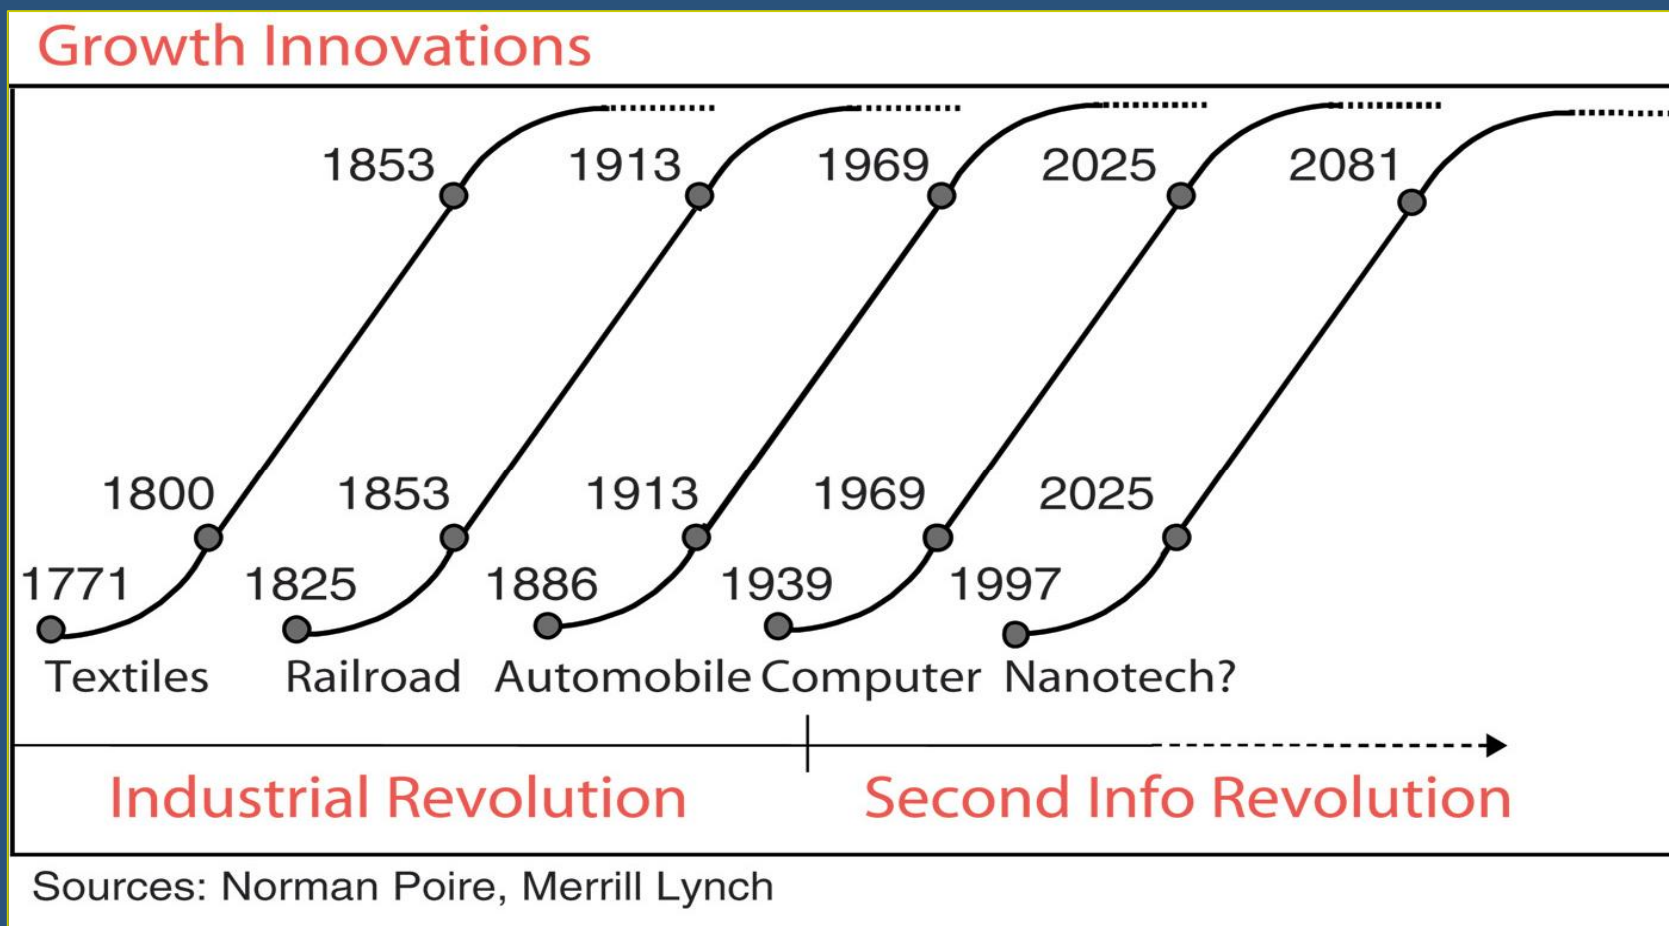 Growth Innovations
1853 1913 1969 2025 2081
1800 1853 1913 1969 2025
1771 1825 1886 1939 1997
Textiles Railroad Automobile Computer Nanotech?
Industrial Revolution Second Info Revolution
Sources: Norman Poire, Merrill Lynch